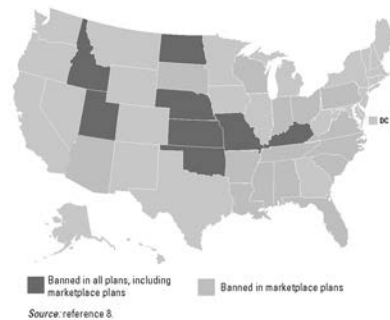 DC
Banned in all plans, including
marketplace plans
Banned in marketplace plans
Source: reference 8.